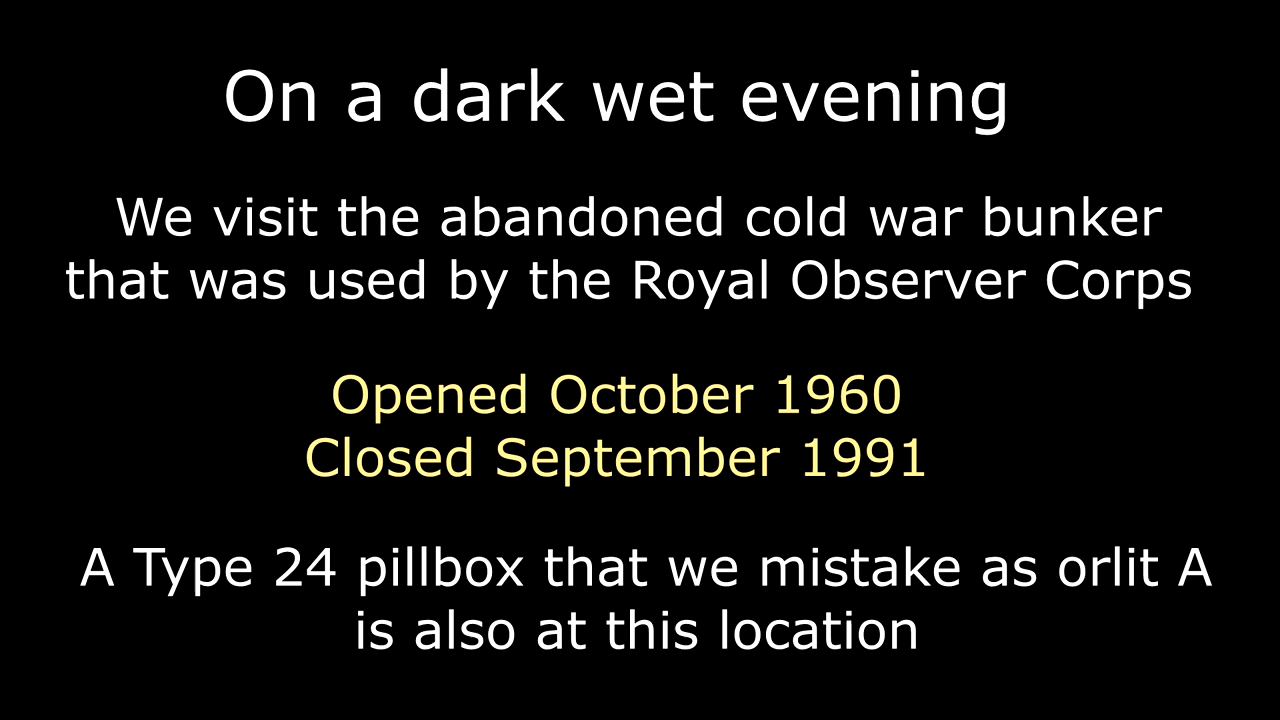 On a dark wet evening
We visit the abandoned cold war bunker
that was used by the Royal Observer Corps
Opened October 1960
Closed September 1991
A Type 24 pillbox that we mistake as orlit A
is also at this location